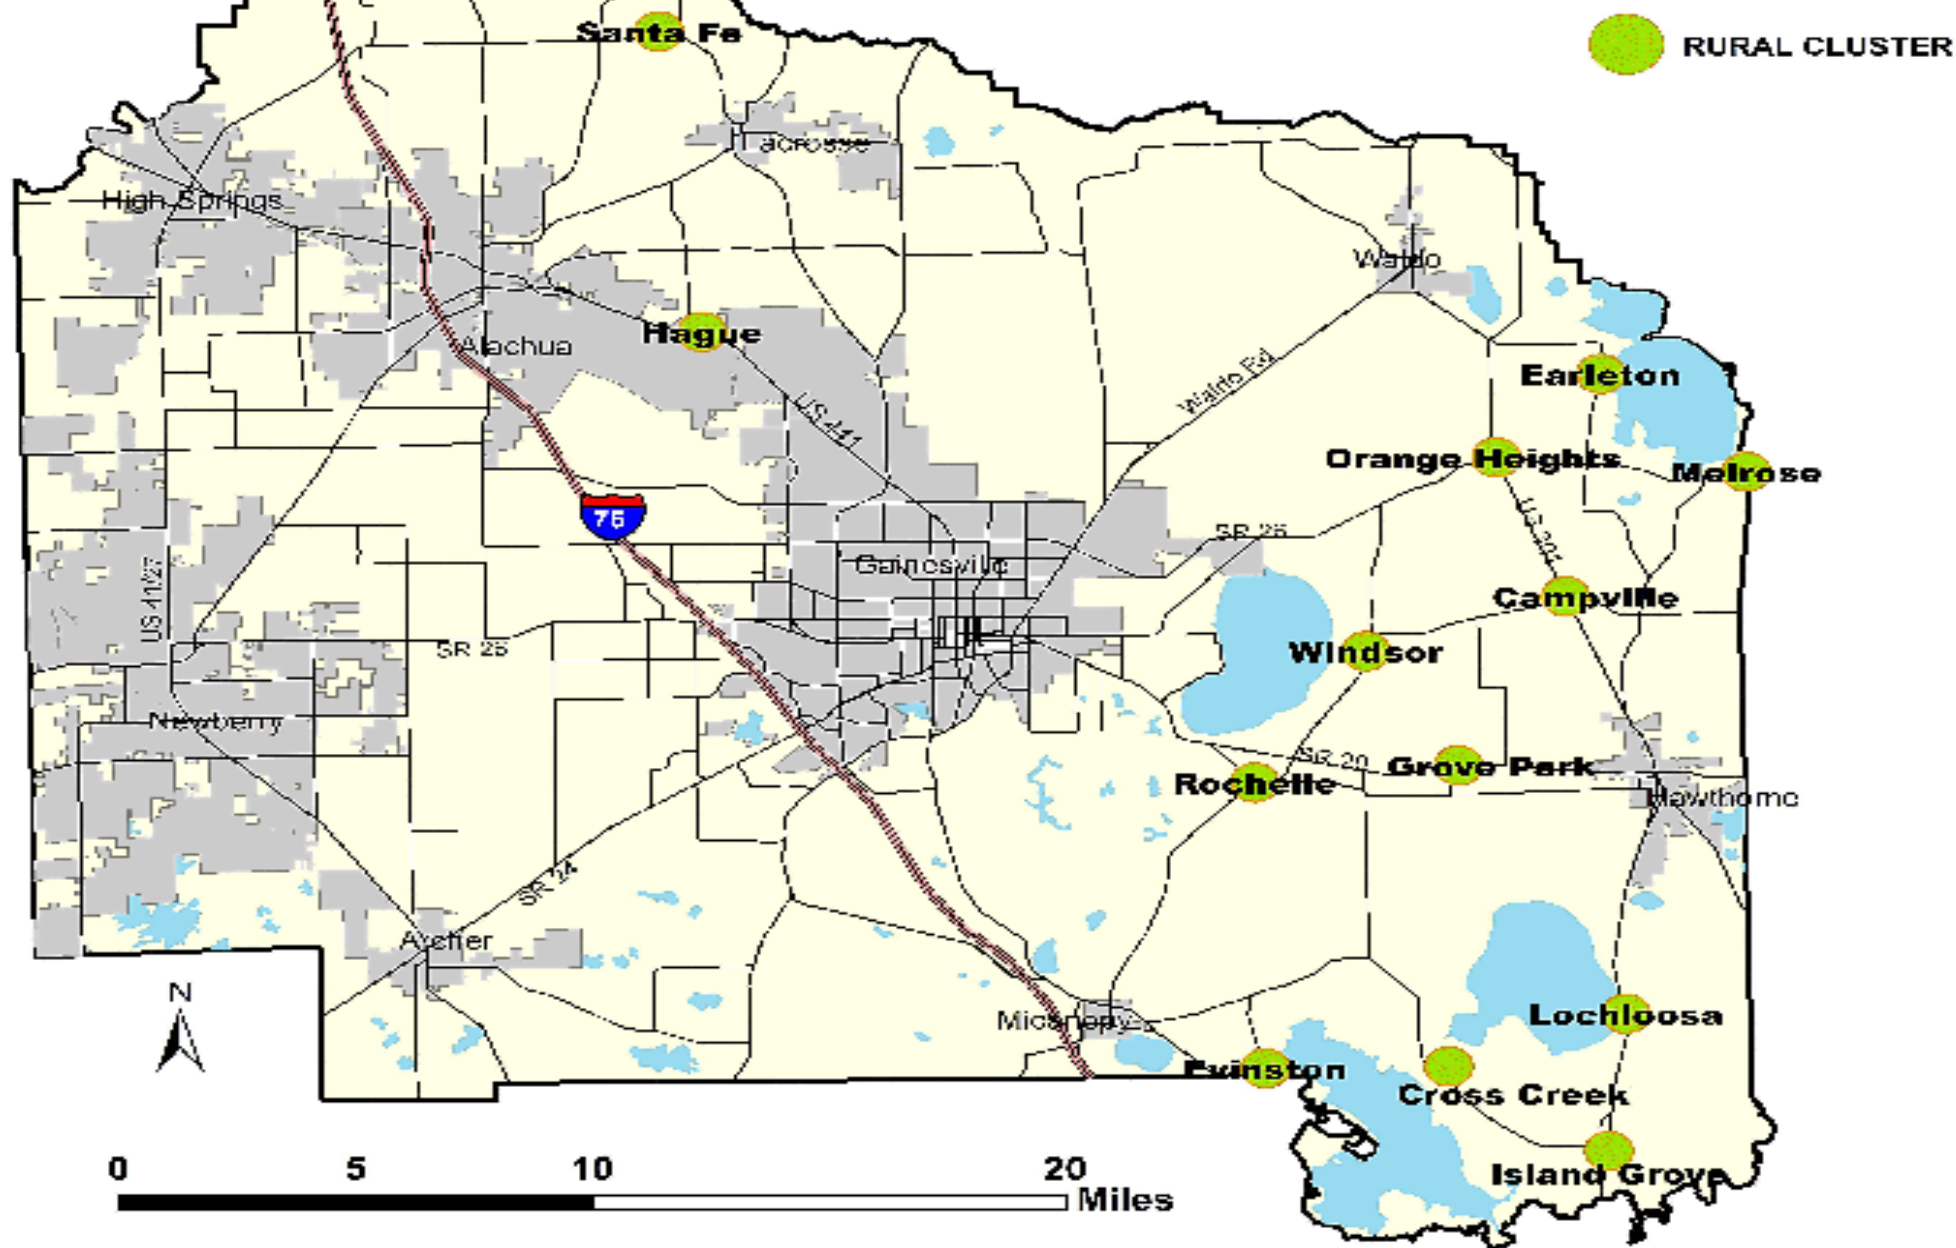 Santa Fe
RURAL CLUSTER
Lacrosse
High Springs
Waldo
Hague
Alachua
Earleton
Waldo Rd
US 441
Orange Heights
Melrose
75
US 301
SR 26
Gainesville
US 41/27
Campville
SR 26
Windsor
Newberry
SR 20
Grove Park
Rochelle
Hawthorne
SR 24
Archer
N
Micanopy
Lochloosa
Evinston
Cross Creek
0 5 10 20
Island Grove
Miles